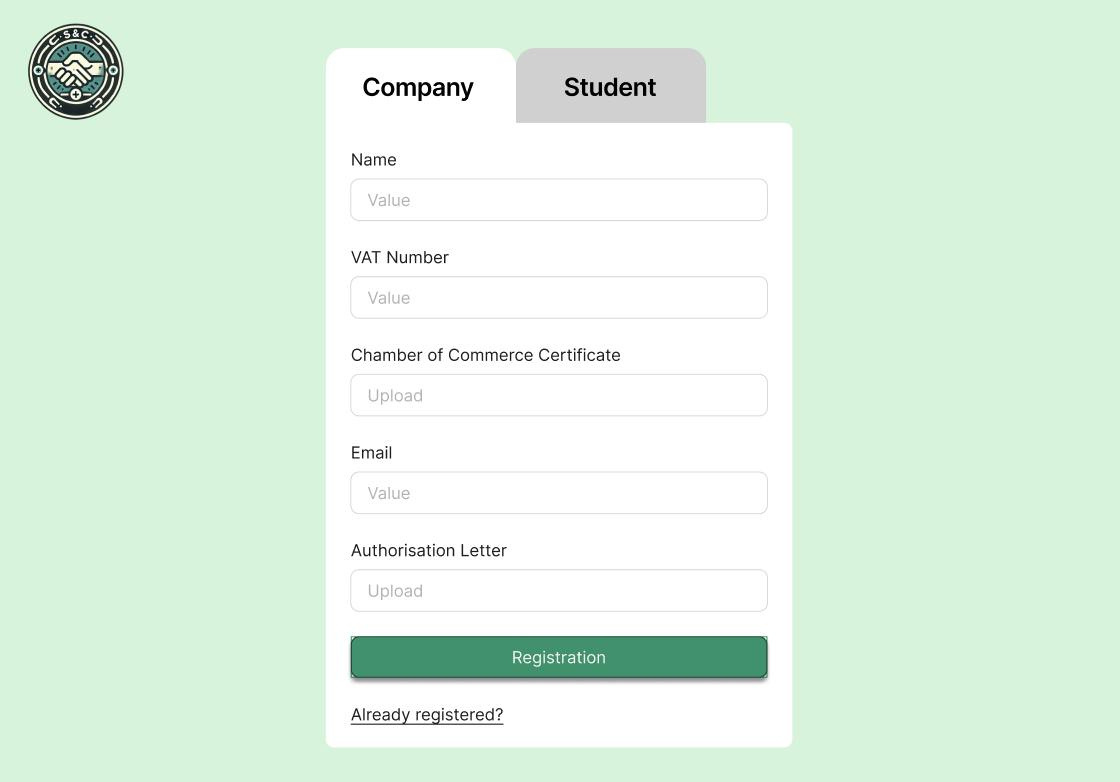 S&C
Company
Student
Name
Value
VAT Number
Value
Chamber of Commerce Certificate
Upload
Email
Value
Authorisation Letter
Upload
Registration
Already registered?